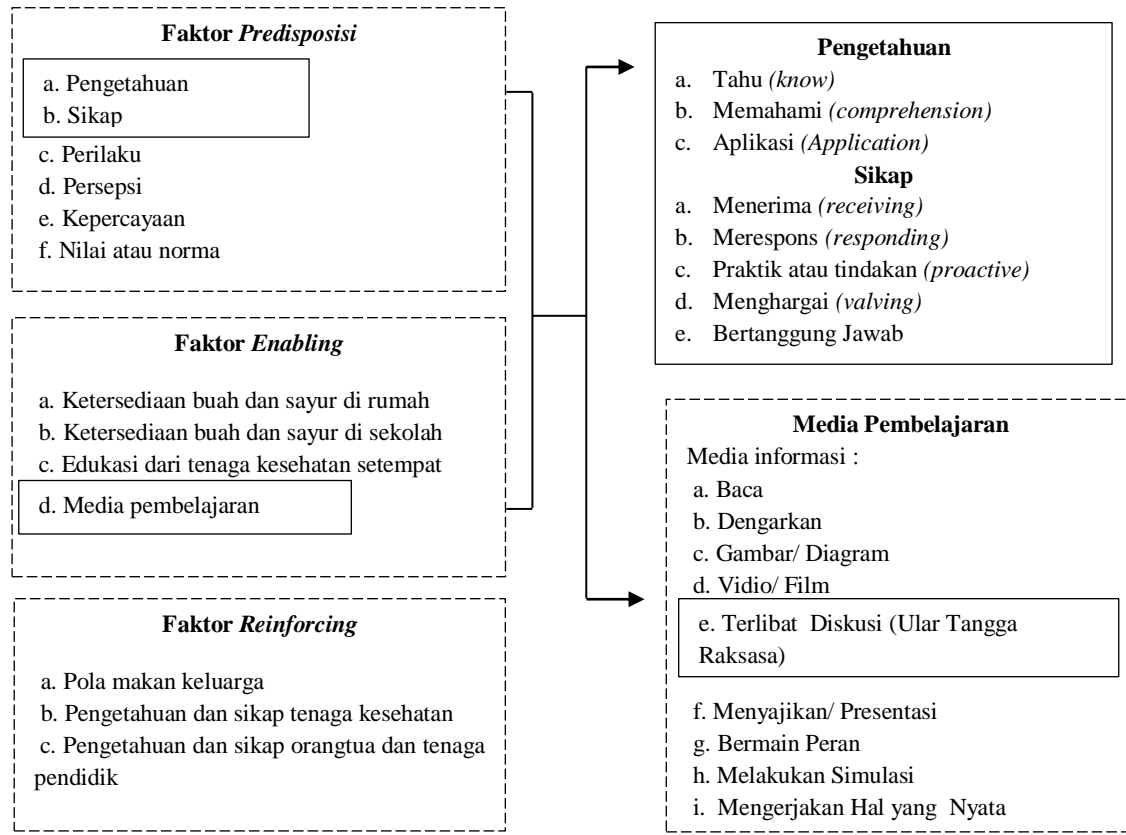 Faktor Predisposisi
a. Pengetahuan
b. Sikap
c. Perilaku
d. Persepsi
e. Kepercayaan
f. Nilai atau norma
Faktor Enabling
a. Ketersediaan buah dan sayur di rumah
b. Ketersediaan buah dan sayur di sekolah
c. Edukasi dari tenaga kesehatan setempat
d. Media pembelajaran
Faktor Reinforcing
a. Pola makan keluarga
b. Pengetahuan dan sikap tenaga kesehatan
c. Pengetahuan dan sikap orangtua dan tenaga
pendidik
Pengetahuan
a. Tahu (know)
b. Memahami (comprehension)
c. Aplikasi (Application)
Sikap
a. Menerima (receiving)
b. Merespons (responding)
c. Praktik atau tindakan (proactive)
d. Menghargai (valving)
e. Bertanggung Jawab
Media Pembelajaran
Media informasi :
a. Baca
b. Dengarkan
c. Gambar/ Diagram
d. Vidio/ Film
e. Terlibat Diskusi (Ular Tangga
Raksasa)
f. Menyajikan/ Presentasi
g. Bermain Peran
h. Melakukan Simulasi
i. Mengerjakan Hal yang Nyata